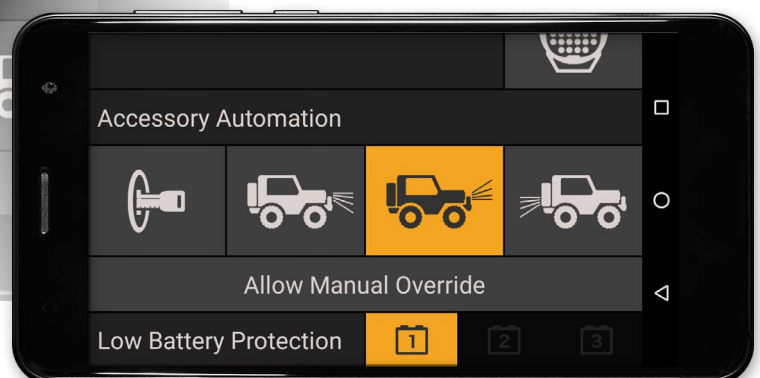 Accessory Automation
Allow Manual Override
Low Battery Protection 1 2 3